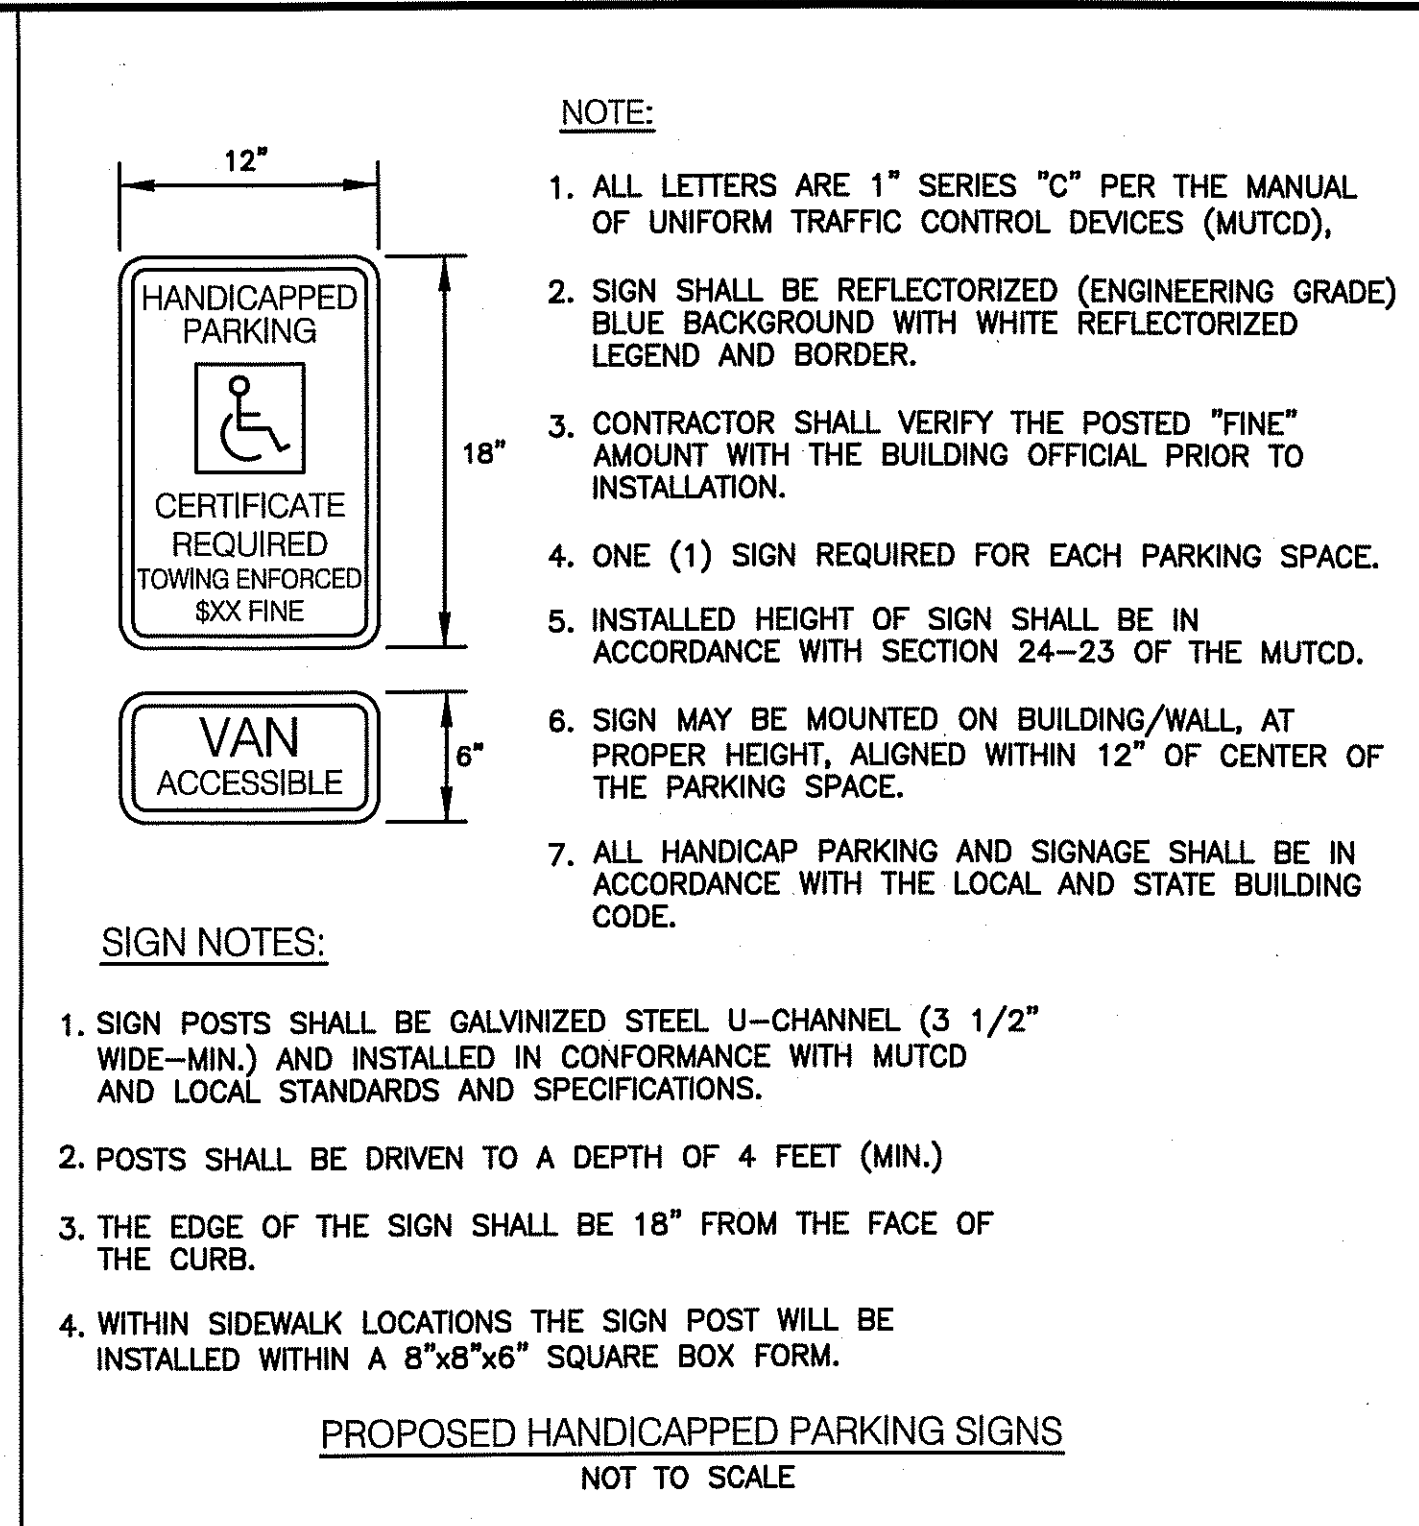 12"
HANDICAPPED
PARKING
CERTIFICATE
REQUIRED
TOWING ENFORCED
$XX FINE
18"
VAN
ACCESSIBLE
6"
NOTE:
1. ALL LETTERS ARE 1" SERIES "C" PER THE MANUAL
OF UNIFORM TRAFFIC CONTROL DEVICES (MUTCD),
2. SIGN SHALL BE REFLECTORIZED (ENGINEERING GRADE)
BLUE BACKGROUND WITH WHITE REFLECTORIZED
LEGEND AND BORDER.
3. CONTRACTOR SHALL VERIFY THE POSTED "FINE"
AMOUNT WITH THE BUILDING OFFICIAL PRIOR TO
INSTALLATION.
4. ONE (1) SIGN REQUIRED FOR EACH PARKING SPACE.
5. INSTALLED HEIGHT OF SIGN SHALL BE IN
ACCORDANCE WITH SECTION 24-23 OF THE MUTCD.
6. SIGN MAY BE MOUNTED ON BUILDING/WALL, AT
PROPER HEIGHT, ALIGNED WITHIN 12" OF CENTER OF
THE PARKING SPACE.
7. ALL HANDICAP PARKING AND SIGNAGE SHALL BE IN
ACCORDANCE WITH THE LOCAL AND STATE BUILDING
CODE.
SIGN NOTES:
1. SIGN POSTS SHALL BE GALVINIZED STEEL U-CHANNEL (3 1/2"
WIDE-MIN.) AND INSTALLED IN CONFORMANCE WITH MUTCD
AND LOCAL STANDARDS AND SPECIFICATIONS.
2. POSTS SHALL BE DRIVEN TO A DEPTH OF 4 FEET (MIN.)
3. THE EDGE OF THE SIGN SHALL BE 18" FROM THE FACE OF
THE CURB.
4. WITHIN SIDEWALK LOCATIONS THE SIGN POST WILL BE
INSTALLED WITHIN A 8"x8"x6" SQUARE BOX FORM.
PROPOSED HANDICAPPED PARKING SIGNS
NOT TO SCALE